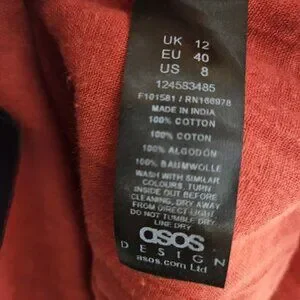 UK 12
EU 40
US 8
124583485
F101581 / RN166978
MADE IN INDIA
100% COTTON
100% COTON
100% ALGODON
100% BAUMWOLLE
WASH WITH SIMILAR
COLOURS. TURN
INSIDE OUT BEFORE
CLEANING. DRY AWAY
FROM DIRECT LIGHT.
DO NOT TUMBLE DRY
LINE DRY
asos
DESIGN
asos.com Ltd